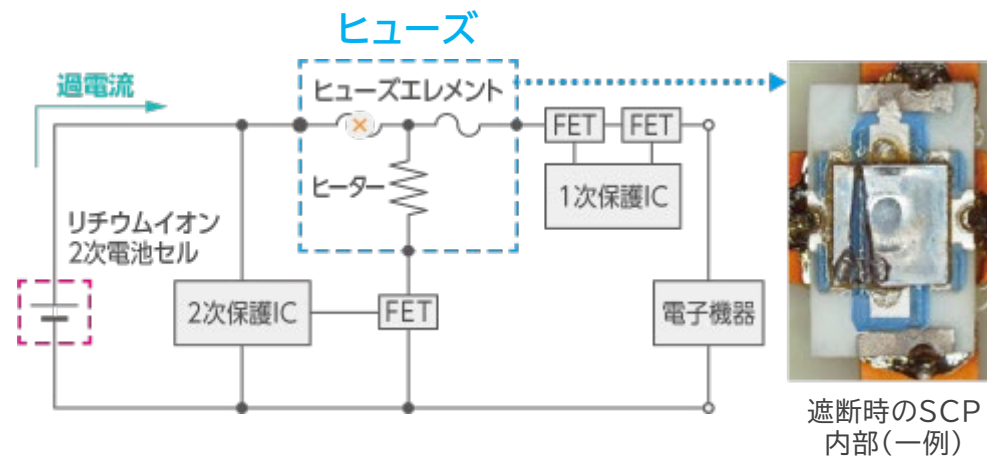 ヒューズ
過電流
ヒューズエレメント
FET
FET
ヒーター
1次保護IC
リチウムイオン
2次電池セル
2次保護IC
FET
電子機器
遮断時のSCP
内部(一例)